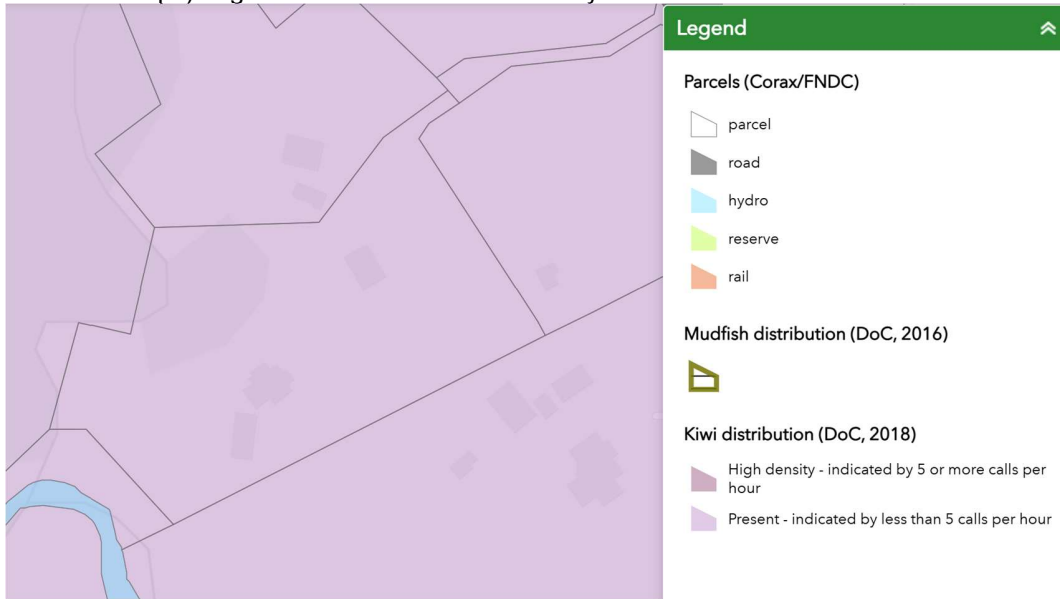 Legend
Parcels (Corax/FNDC)
parcel
road
hydro
reserve
rail
Mudfish distribution (DoC, 2016)
Kiwi distribution (DoC, 2018)
High density - indicated by 5 or more calls per
hour
Present - indicated by less than 5 calls per hour